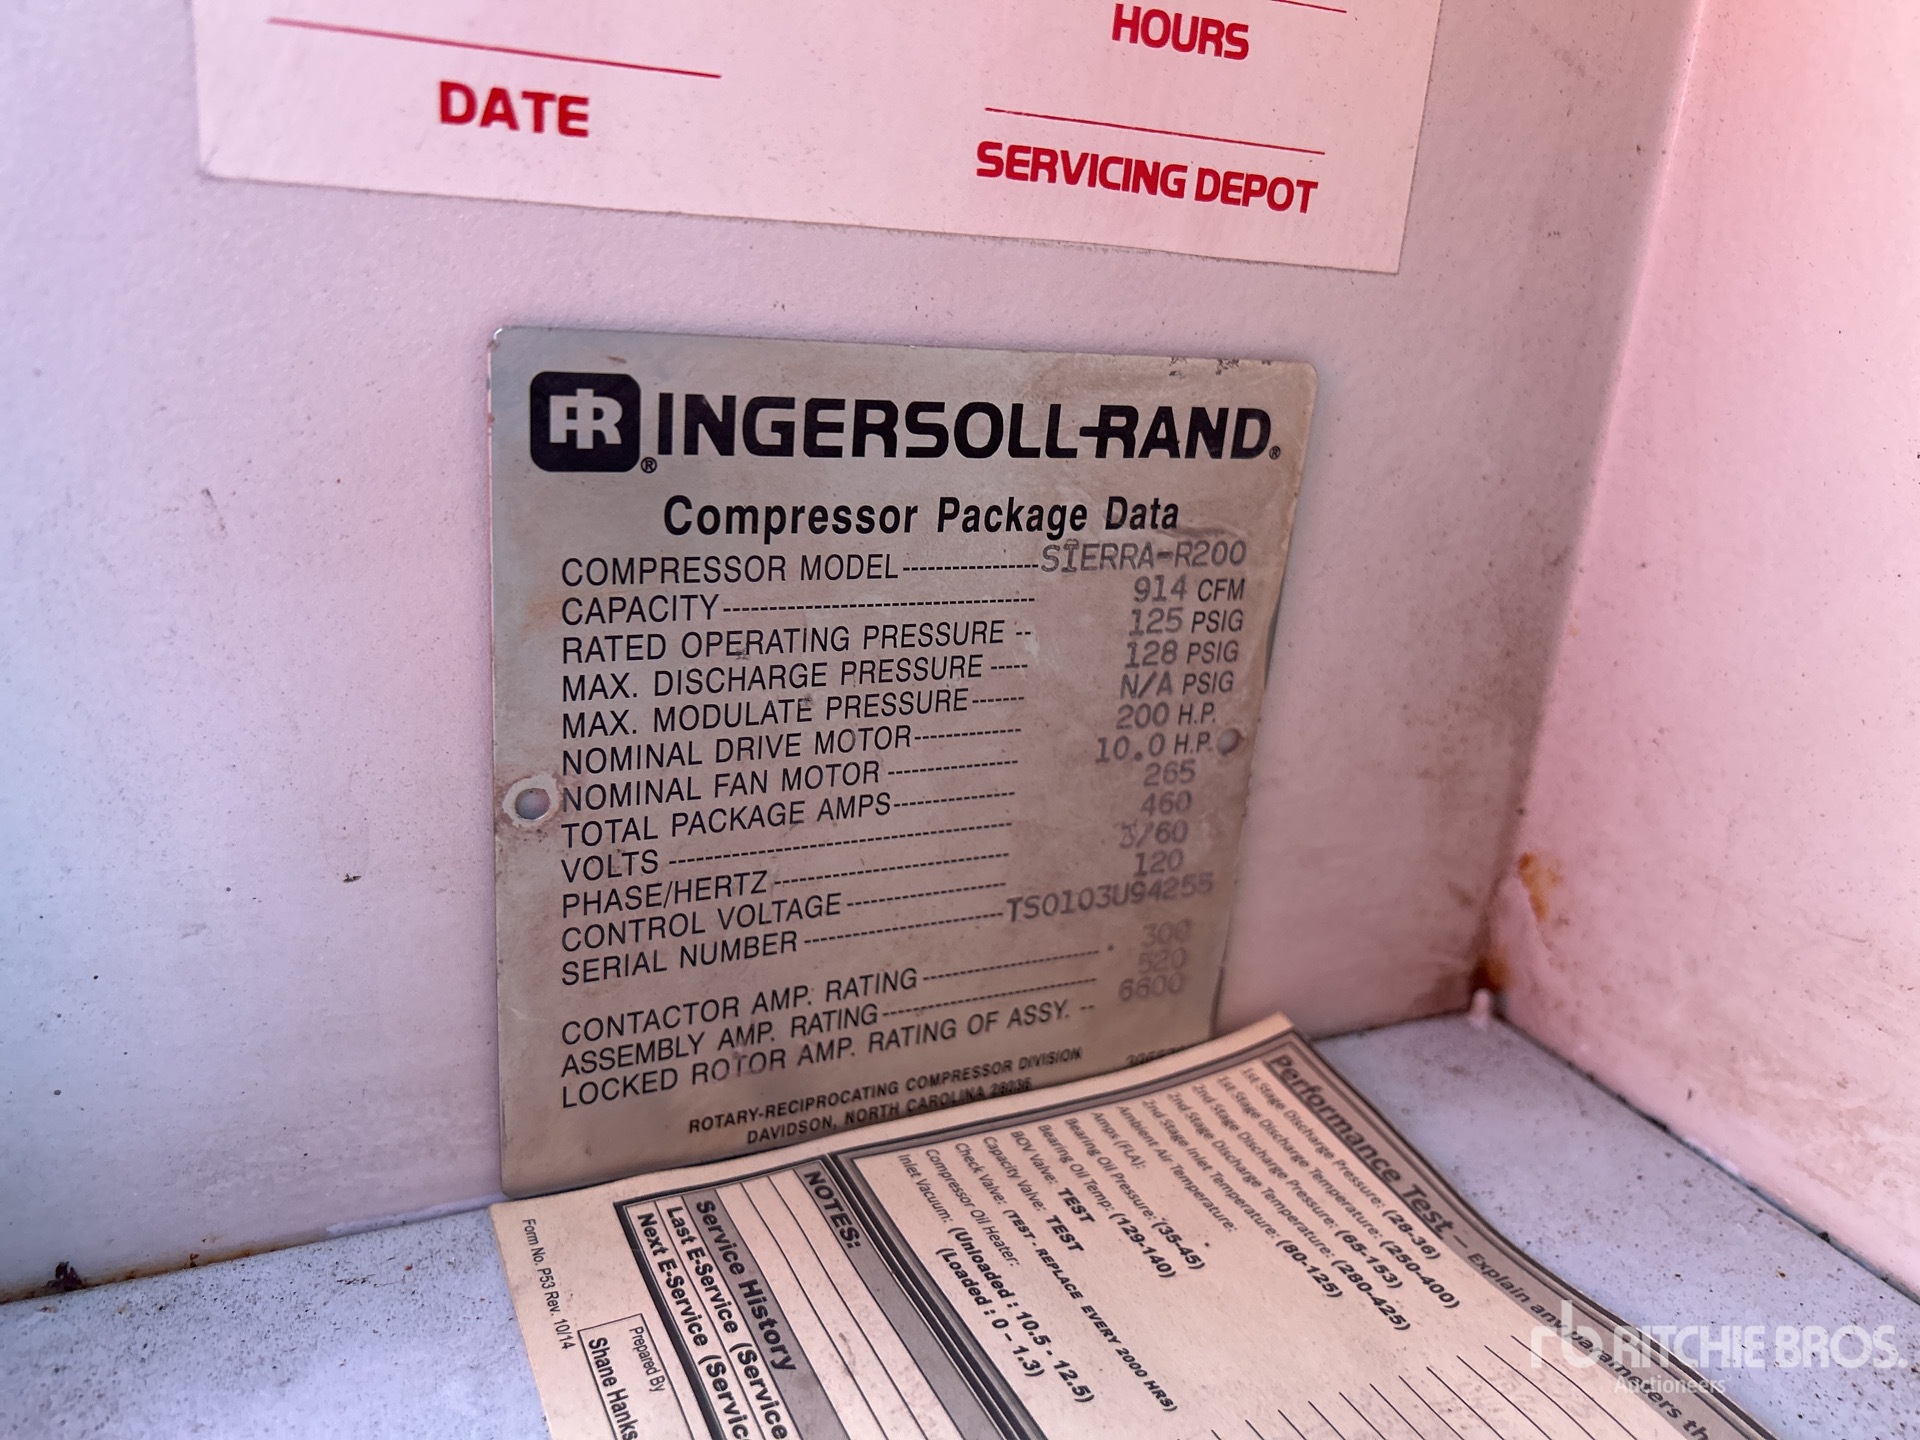 HOURS
DATE
SERVICING DEPOT
IR® INGERSOLL-RAND®
Compressor Package Data
COMPRESSOR MODEL-----------------SIERRA-R200
CAPACITY----------------------------------- 914 CFM
RATED OPERATING PRESSURE -- 125 PSIG
MAX. DISCHARGE PRESSURE ----- 128 PSIG
MAX. MODULATE PRESSURE------- N/A PSIG
NOMINAL DRIVE MOTOR-------------- 200 H.P.
NOMINAL FAN MOTOR ----------------- 10.0 H.P.
TOTAL PACKAGE AMPS---------------- 265
VOLTS --------------------------------------------- 460
PHASE/HERTZ ------------------------------- 3/60
CONTROL VOLTAGE --------------------- 120
SERIAL NUMBER -------------------------- TS0103U94255
CONTACTOR AMP. RATING ----------------------- 300
ASSEMBLY AMP. RATING ---------------------------- 520
LOCKED ROTOR AMP. RATING OF ASSY. -- 6600
ROTARY-RECIPROCATING COMPRESSOR DIVISION
DAVIDSON, NORTH CAROLINA 28036
Performance Test – Explain any parameters th
1st Stage Discharge Pressure: (28-36)
1st Stage Discharge Temperature: (250-400)
2nd Stage Discharge Pressure: (65-153)
2nd Stage Discharge Temperature: (280-425)
2nd Stage Inlet Temperature: (80-125)
Ambient Air Temperature:
Amps (FLA):
Bearing Oil Pressure: (35-45)
Bearing Oil Temp: (129-140)
BOV Valve: TEST
Capacity Valve: TEST
Check Valve: (TEST - REPLACE EVERY 2000 HRS)
Compressor Oil Heater:
Inlet Vacuum: (Unloaded : 10.5 - 12.5)
(Loaded : 0 - 1.3)
NOTES:
Service History
Last E-Service (Service
Next E-Service (Servic
Prepared By
Shane Hanks
Form No. P53 Rev. 10/14
rb RITCHIE BROS.
Auctioneers